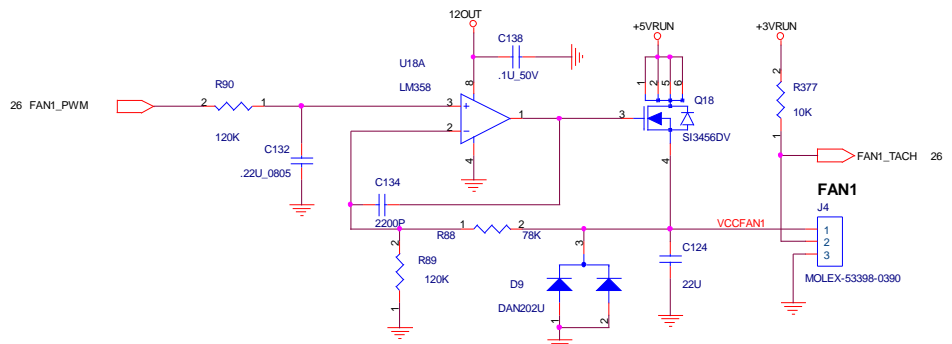 12OUT
+5VRUN
+3VRUN
C138
U18A
.1U_50V
LM358
8
1
2
5
6
2
R90
Q18
R377
10K
26 FAN1_PWM
2
1
3
+
1
3
SI3456DV
120K
2
-
C132
4
4
1
FAN1_TACH 26
.22U_0805
C134
FAN1
2200P
J4
1
2
VCCFAN1
1
R88
78K
2
2
3
C124
3
R89
120K
D9
22U
MOLEX-53398-0390
DAN202U
1
1
2